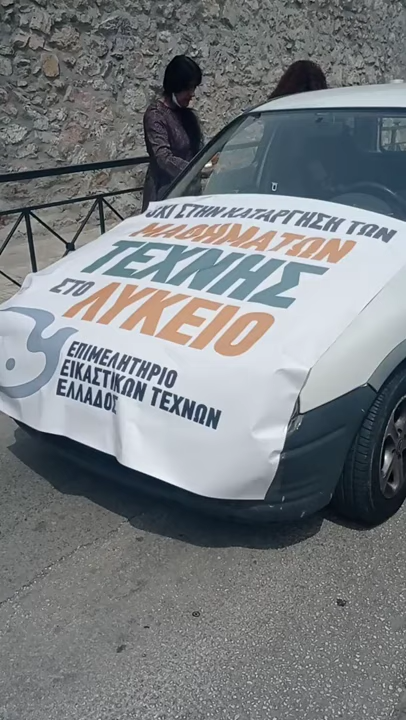 ΟΧΙ ΣΤΗΝ ΚΑΤΑΡΓΗΣΗ ΤΩΝ
ΜΑΘΗΜΑΤΩΝ
ΤΕΧΝΗΣ
ΣΤΟ ΛΥΚΕΙΟ
ΕΠΙΜΕΛΗΤΗΡΙΟ
ΕΙΚΑΣΤΙΚΩΝ ΤΕΧΝΩΝ
ΕΛΛΑΔΟΣ